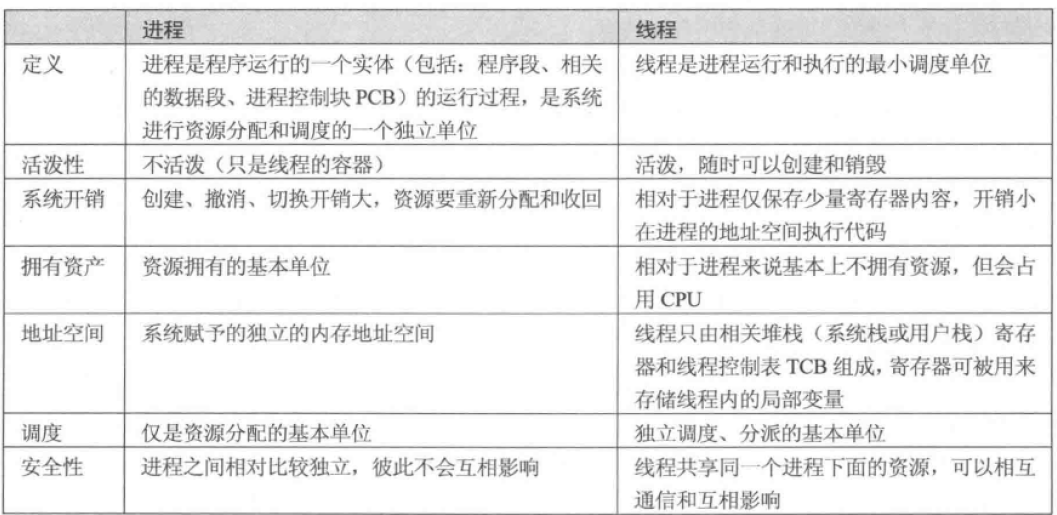 进程 线程
定义 进程是程序运行的一个实体（包括：程序段、相关 线程是进程运行和执行的最小调度单位
的数据段、进程控制块 PCB）的运行过程，是系统
进行资源分配和调度的一个独立单位
活泼性 不活泼（只是线程的容器） 活泼，随时可以创建和销毁
系统开销 创建、撤消、切换开销大，资源要重新分配和收回 相对于进程仅保存少量寄存器内容，开销小
在进程的地址空间执行代码
拥有资产 资源拥有的基本单位 相对于进程来说基本上不拥有资源，但会占
用 CPU
地址空间 系统赋予的独立的内存地址空间 线程只由相关堆栈（系统栈或用户栈）寄存
器和线程控制表 TCB 组成，寄存器可被用来
存储线程内的局部变量
调度 仅是资源分配的基本单位 独立调度、分派的基本单位
安全性 进程之间相对比较独立，彼此不会互相影响 线程共享同一个进程下面的资源，可以相互
通信和互相影响